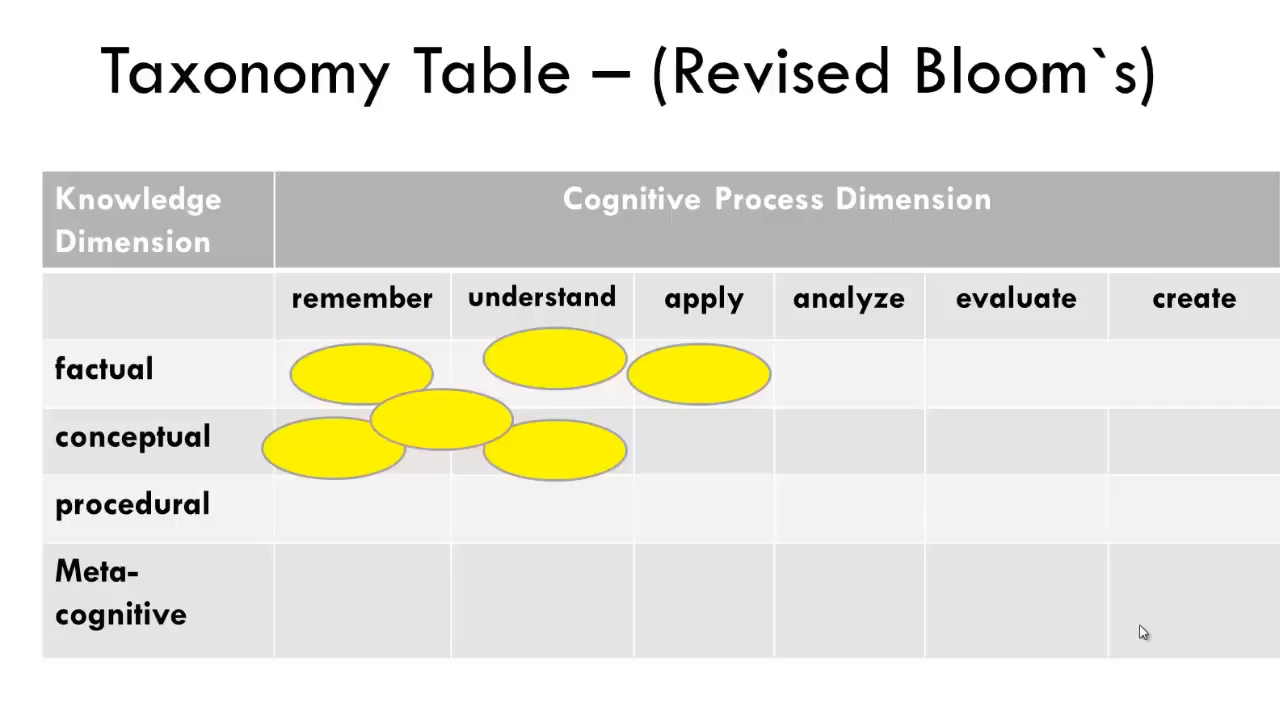 Taxonomy Table – (Revised Bloom`s)
Knowledge
Dimension
Cognitive Process Dimension
remember understand apply analyze evaluate create
factual
conceptual
procedural
Meta-
cognitive